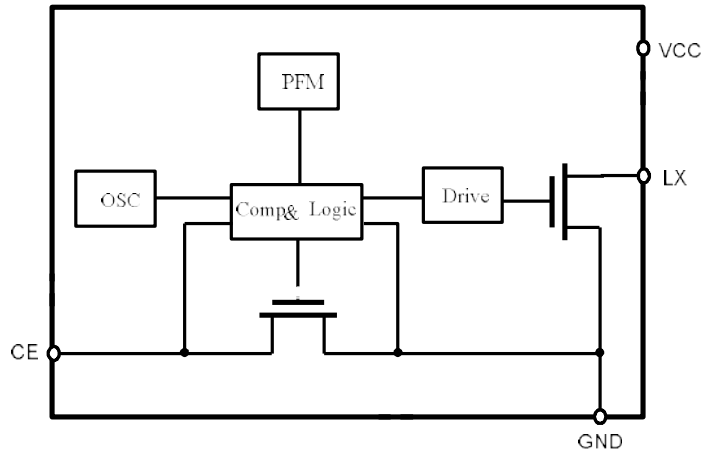 VCC
PFM
LX
OSC
Comp& Logic
Drive
CE
GND